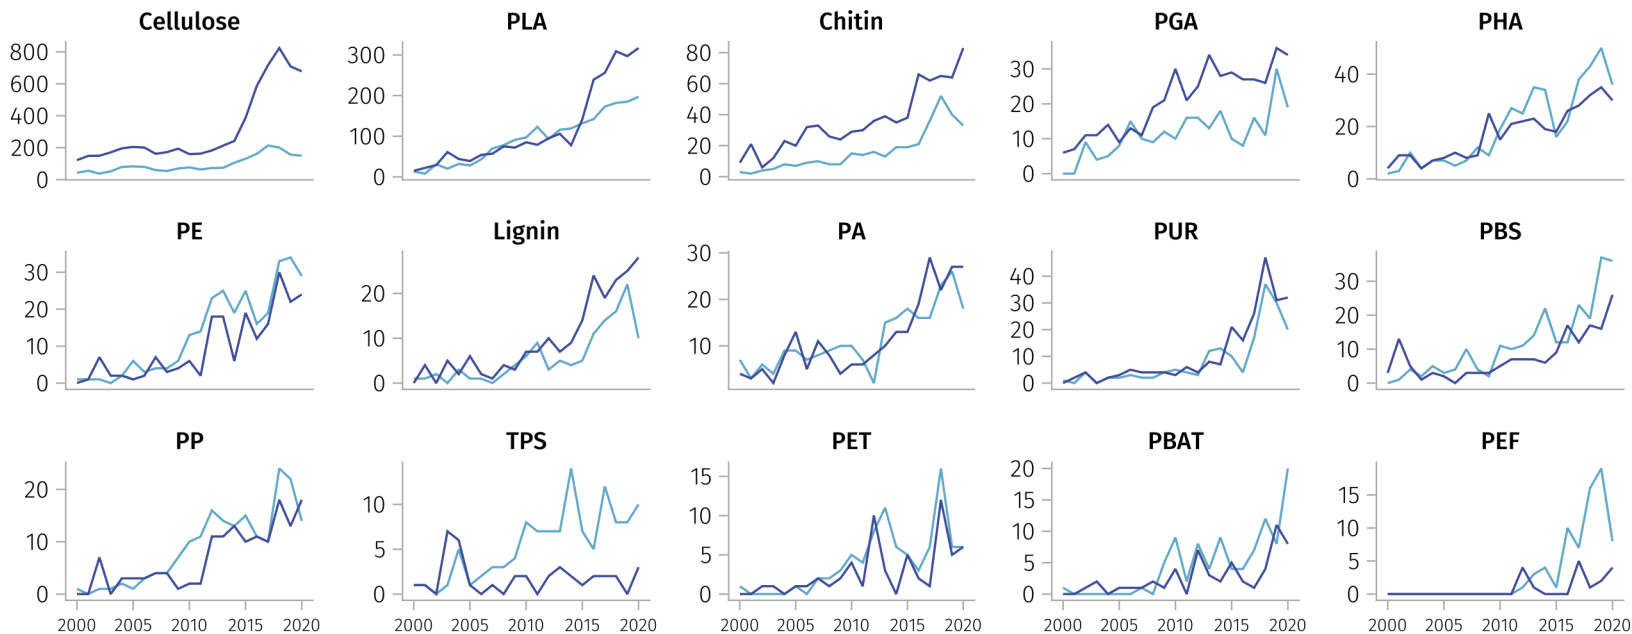 Cellulose PLA Chitin PGA PHA
800 600 400 200 0
300 200 100 0
80 60 40 20 0
30 20 10 0
40 20 0
PE Lignin PA PUR PBS
30 20 10 0
20 10 0
30 20 10
40 30 20 10 0
30 20 10 0
PP TPS PET PBAT PEF
20 10 0
10 5 0
15 10 5 0
20 15 10 5 0
15 10 5 0
2000 2005 2010 2015 2020
2000 2005 2010 2015 2020
2000 2005 2010 2015 2020
2000 2005 2010 2015 2020
2000 2005 2010 2015 2020